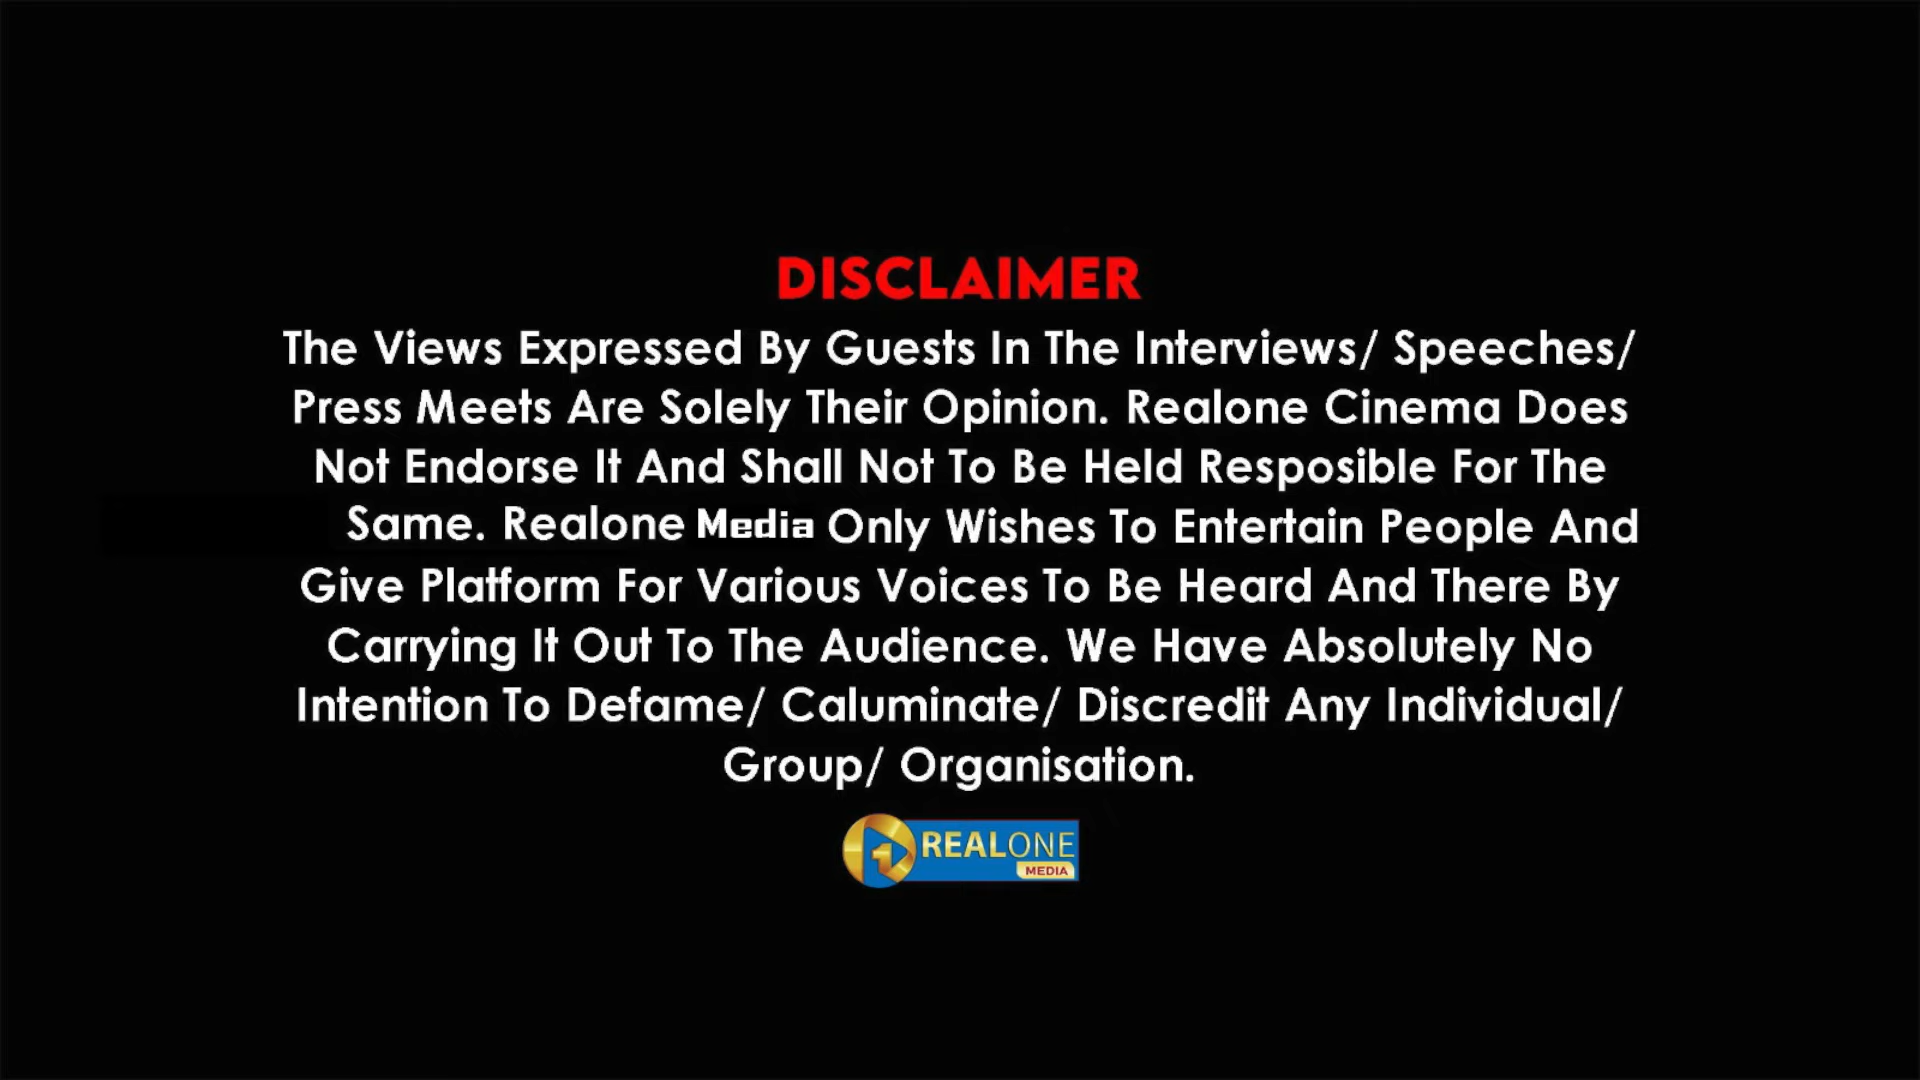 DISCLAIMER
The Views Expressed By Guests In The Interviews/ Speeches/
Press Meets Are Solely Their Opinion. Realone Cinema Does
Not Endorse It And Shall Not To Be Held Resposible For The
Same. Realone Media Only Wishes To Entertain People And
Give Platform For Various Voices To Be Heard And There By
Carrying It Out To The Audience. We Have Absolutely No
Intention To Defame/ Caluminate/ Discredit Any Individual/
Group/ Organisation.
1 REALONE
MEDIA